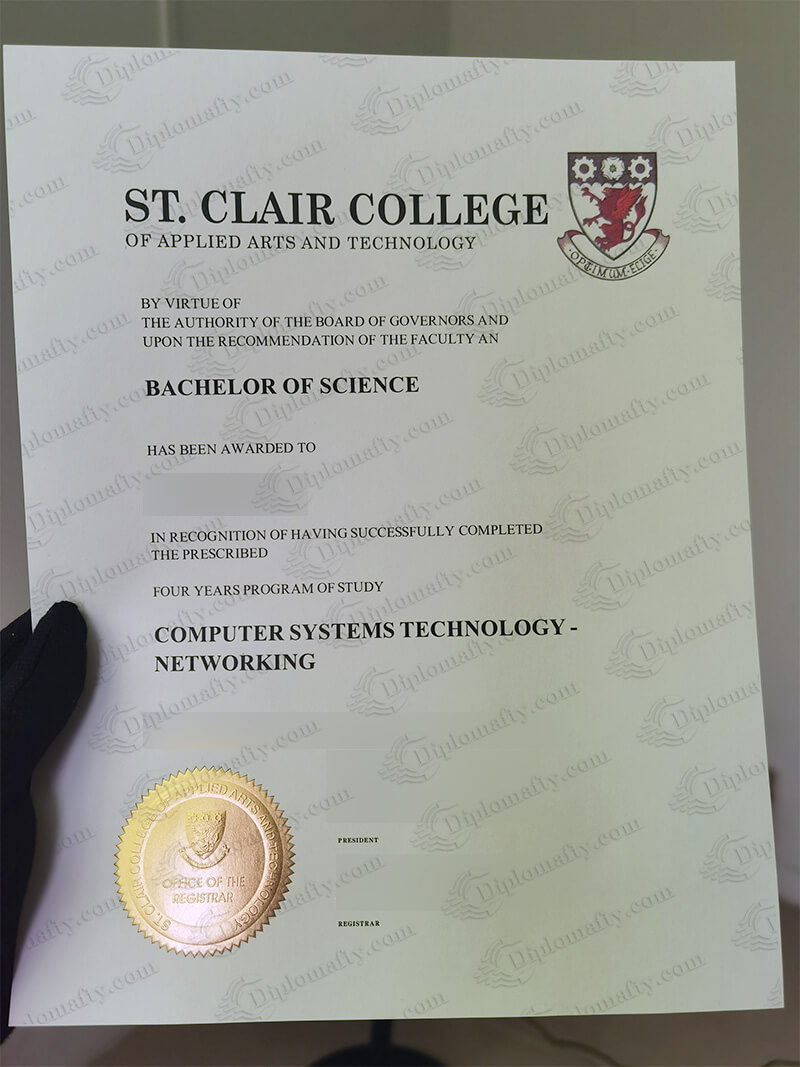 ST. CLAIR COLLEGE
OF APPLIED ARTS AND TECHNOLOGY
OPTIMUM·ELIGE
BY VIRTUE OF
THE AUTHORITY OF THE BOARD OF GOVERNORS AND
UPON THE RECOMMENDATION OF THE FACULTY AN
BACHELOR OF SCIENCE
HAS BEEN AWARDED TO
IN RECOGNITION OF HAVING SUCCESSFULLY COMPLETED
THE PRESCRIBED
FOUR YEARS PROGRAM OF STUDY
COMPUTER SYSTEMS TECHNOLOGY -
NETWORKING
ST. CLAIR COLLEGE OF APPLIED ARTS AND TECHNOLOGY
OFFICE OF THE
REGISTRAR
PRESIDENT
REGISTRAR
Diplomafty.com